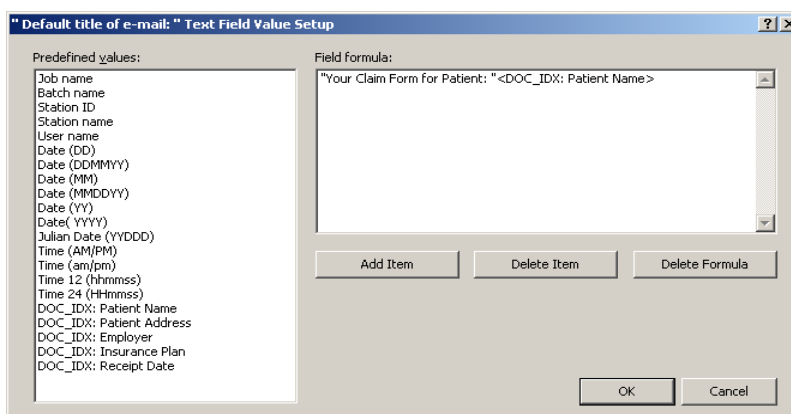 " Default title of e-mail: " Text Field Value Setup
Predefined values:
Field formula:
Job name
Batch name
Station ID
Station name
User name
Date (DD)
Date (DDMMYY)
Date (MM)
Date (MMDDYY)
Date (YY)
Date( YYYY)
Julian Date (YYDDD)
Time (AM/PM)
Time (am/pm)
Time 12 (hhmmss)
Time 24 (HHmmss)
DOC_IDX: Patient Name
DOC_IDX: Patient Address
DOC_IDX: Employer
DOC_IDX: Insurance Plan
DOC_IDX: Receipt Date
"Your Claim Form for Patient: "<DOC_IDX: Patient Name>
Add Item
Delete Item
Delete Formula
OK
Cancel